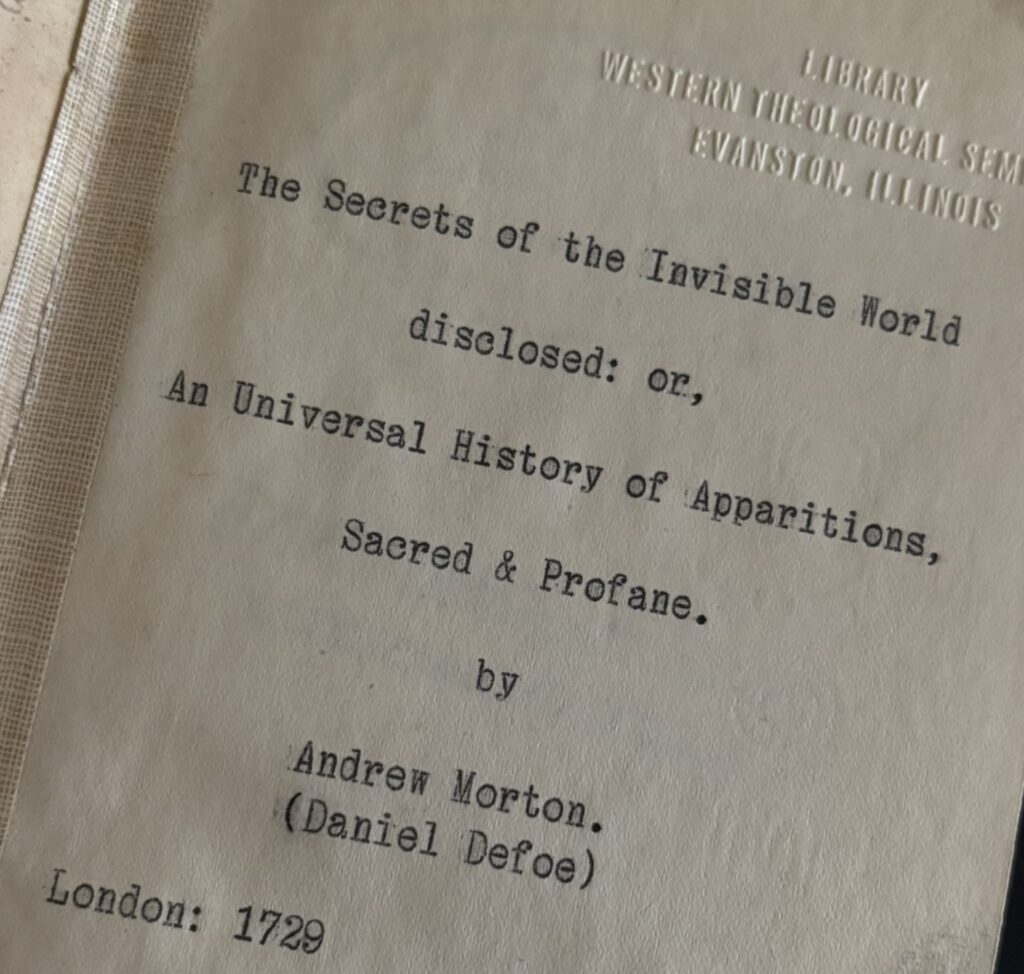 LIBRARY
WESTERN THEOLOGICAL SEM
EVANSTON, ILLINOIS
The Secrets of the Invisible World
disclosed: or,
An Universal History of Apparitions,
Sacred & Profane.
by
Andrew Morton.
(Daniel Defoe)
London: 1729